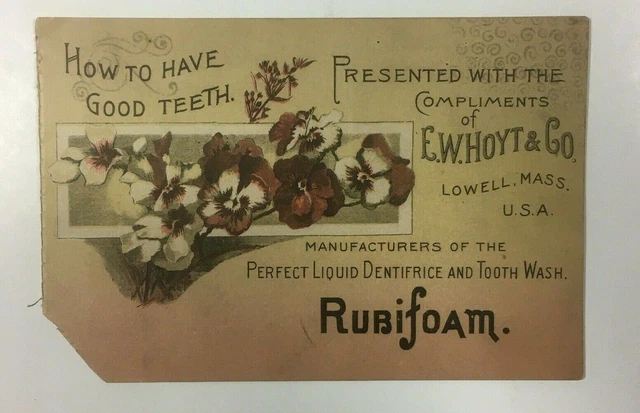 HOW TO HAVE
GOOD TEETH.
PRESENTED WITH THE
COMPLIMENTS
of
E.W.HOYT & CO.
LOWELL, MASS.
U.S.A.
MANUFACTURERS OF THE
PERFECT LIQUID DENTIFRICE AND TOOTH WASH.
RUBIfOAM.